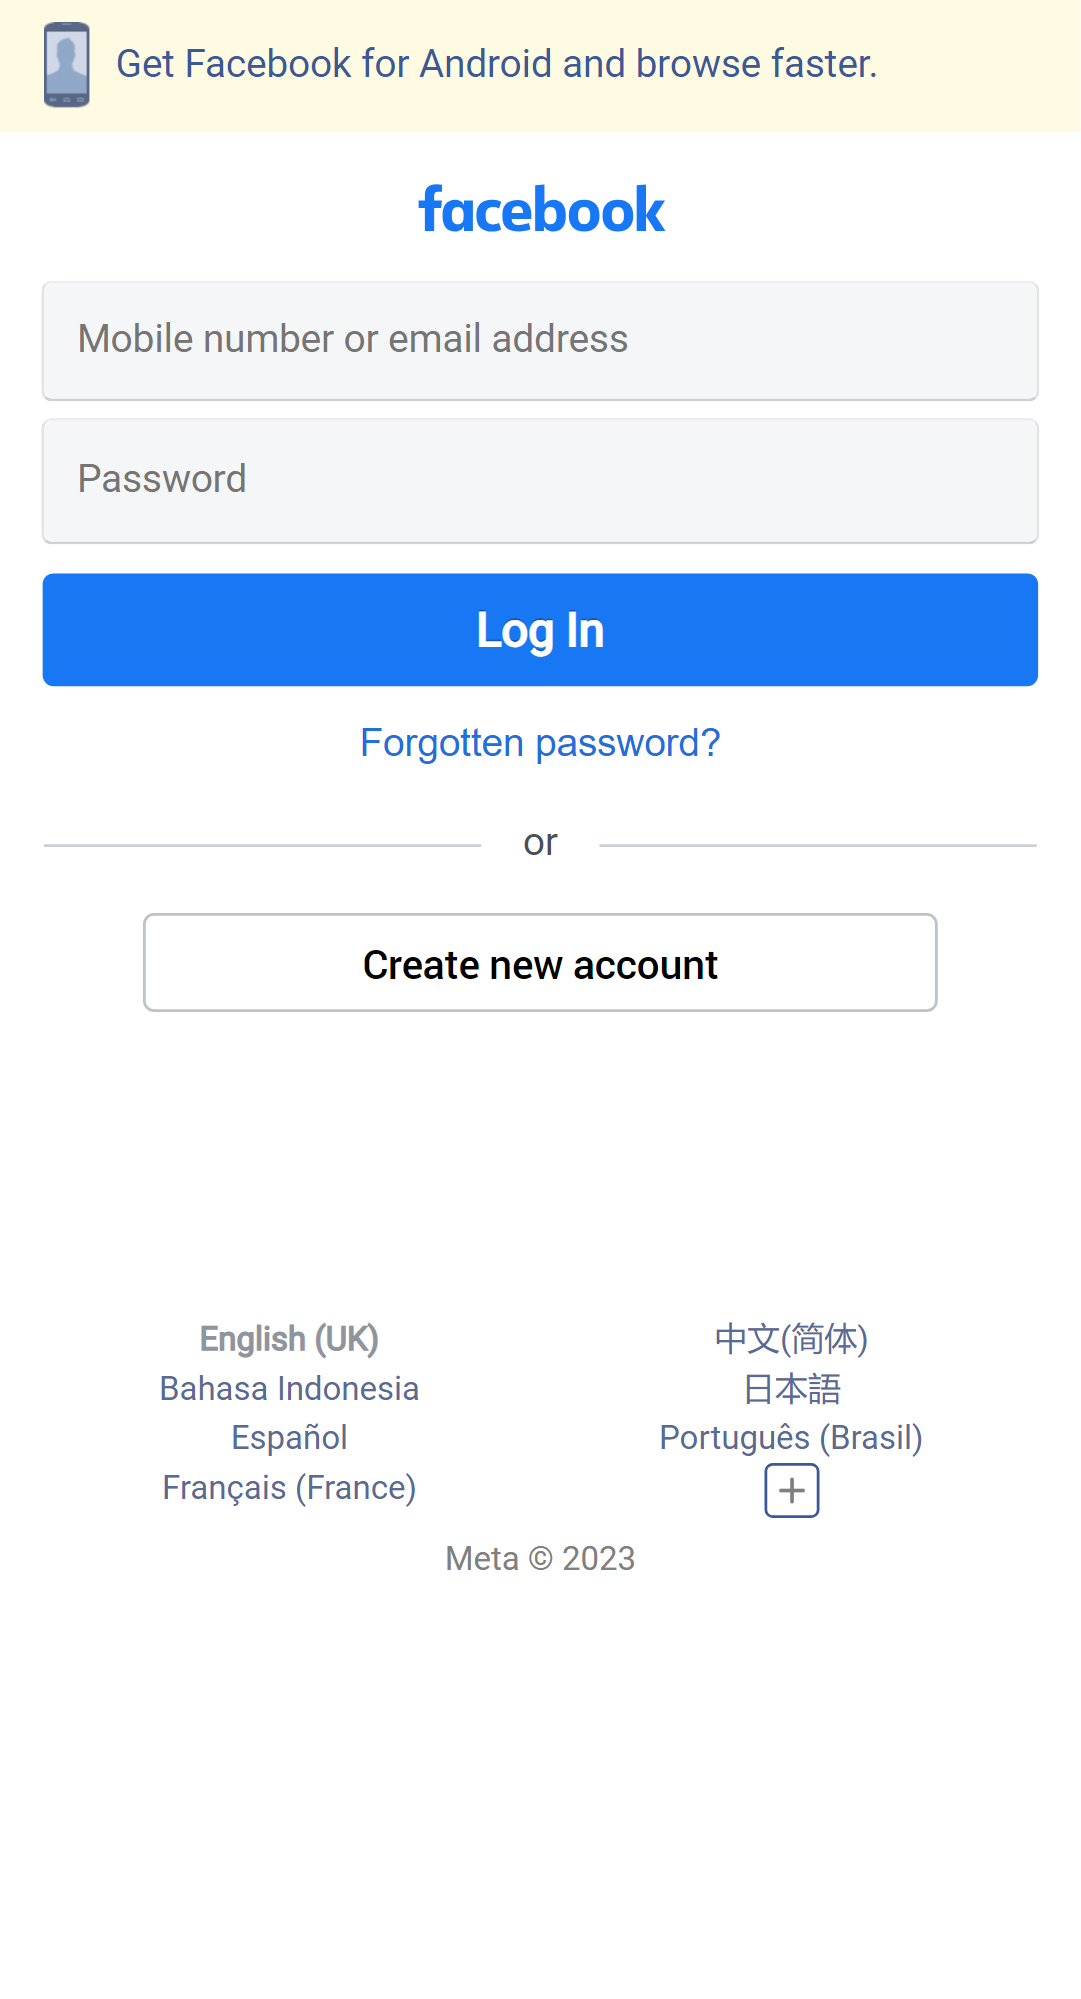 Get Facebook for Android and browse faster.
facebook
Mobile number or email address
Password
Log In
Forgotten password?
or
Create new account
English (UK)
Bahasa Indonesia
Español
Français (France)
中文(简体)
日本語
Português (Brasil)
Meta © 2023